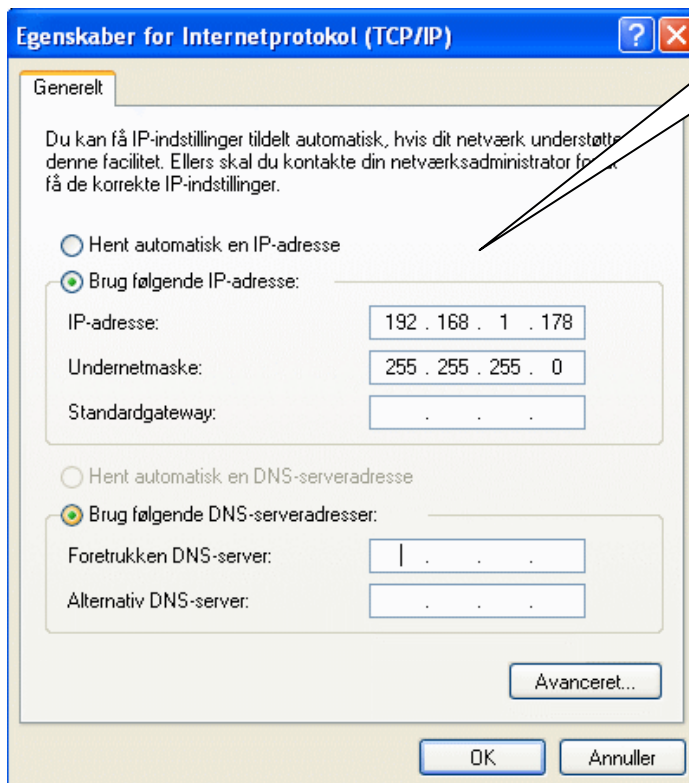 Egenskaber for Internetprotokol (TCP/IP)
Generelt
Du kan få IP-indstillinger tildelt automatisk, hvis dit netværk understøtte
denne facilitet. Ellers skal du kontakte din netværksadministrator fo
få de korrekte IP-indstillinger.
Hent automatisk en IP-adresse
Brug følgende IP-adresse:
IP-adresse: 192 . 168 . 1 . 178
Undernetmaske: 255 . 255 . 255 . 0
Standardgateway: . . .
Hent automatisk en DNS-serveradresse
Brug følgende DNS-serveradresser:
Foretrukken DNS-server: . . .
Alternativ DNS-server: . . .
Avanceret...
OK Annuller